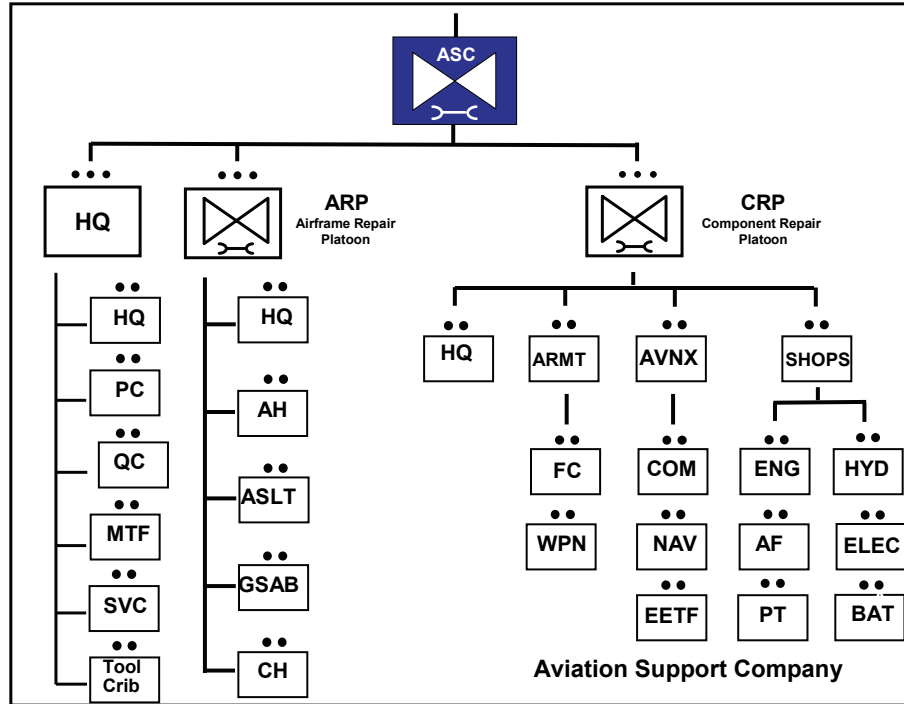 ASC
HQ
ARP
Airframe Repair
Platoon
CRP
Component Repair
Platoon
HQ
PC
QC
MTF
SVC
Tool
Crib
HQ
AH
ASLT
GSAB
CH
HQ
ARMT
AVNX
SHOPS
FC
COM
ENG
HYD
WPN
NAV
AF
ELEC
EETF
PT
BAT
Aviation Support Company